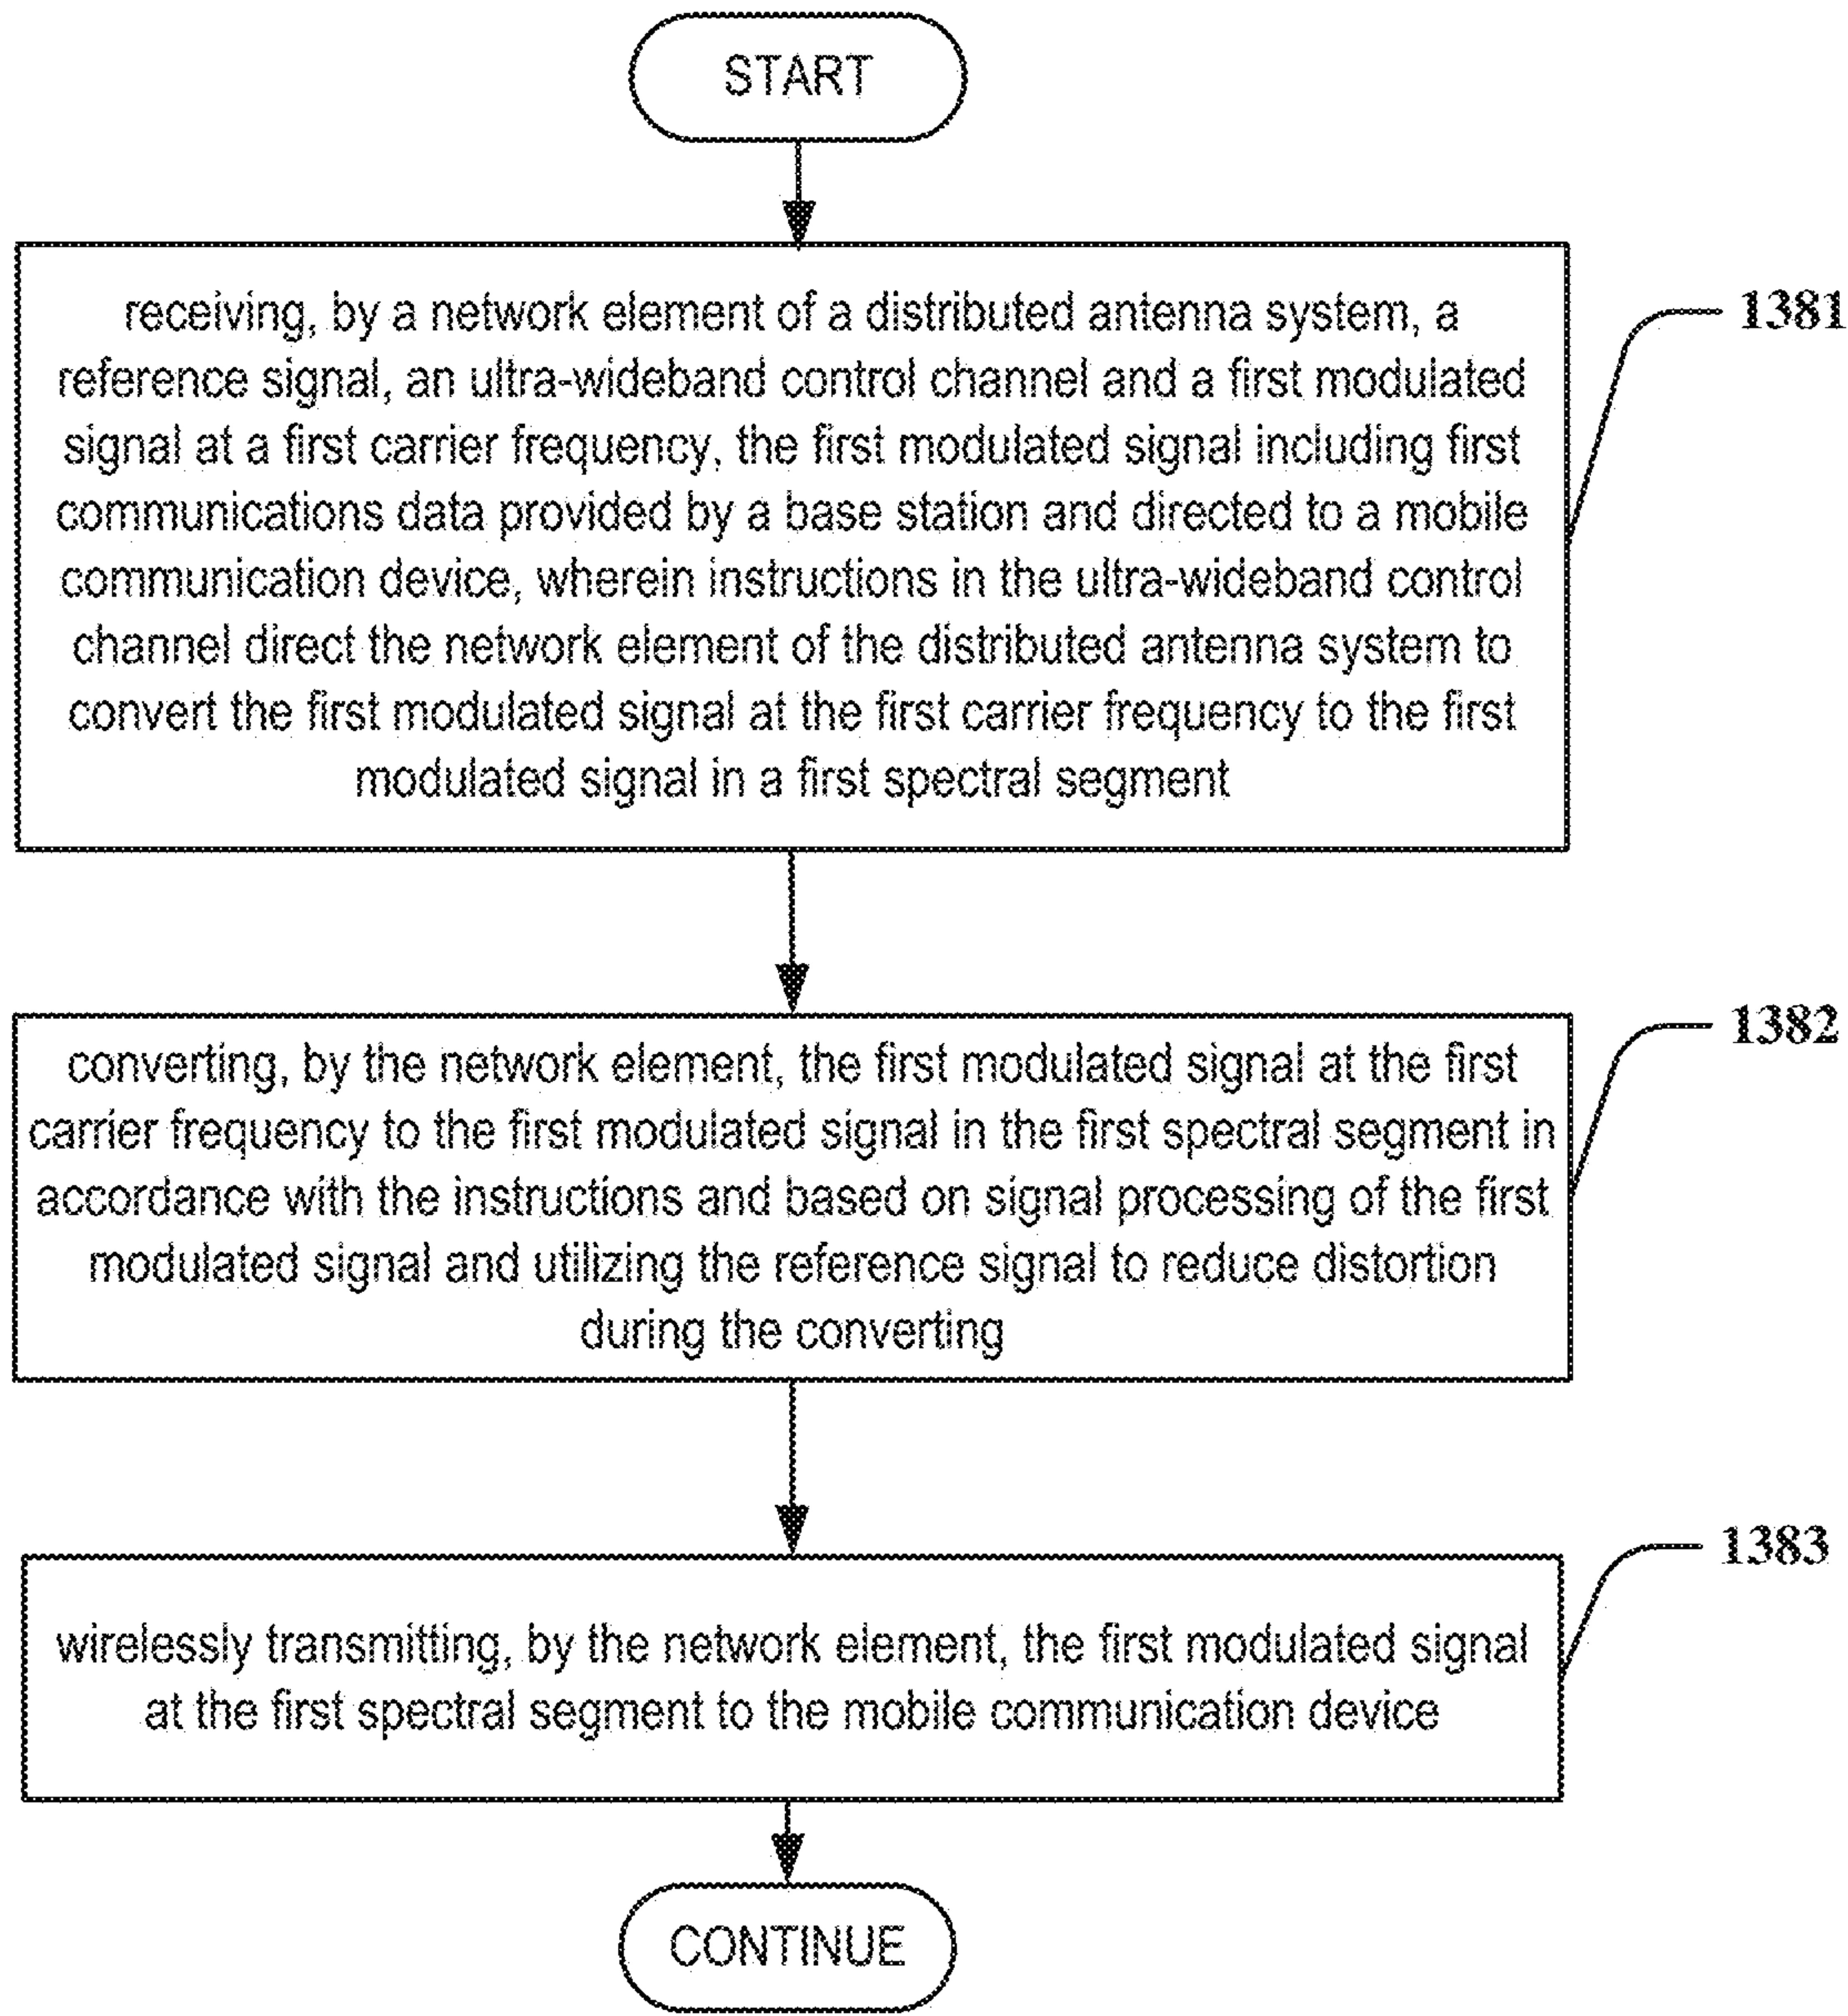 START
receiving, by a network element of a distributed antenna system, a
reference signal, an ultra-wideband control channel and a first modulated
signal at a first carrier frequency, the first modulated signal including first
communications data provided by a base station and directed to a mobile
communication device, wherein instructions in the ultra-wideband control
channel direct the network element of the distributed antenna system to
convert the first modulated signal at the first carrier frequency to the first
modulated signal in a first spectral segment
1381
converting, by the network element, the first modulated signal at the first
carrier frequency to the first modulated signal in the first spectral segment in
accordance with the instructions and based on signal processing of the first
modulated signal and utilizing the reference signal to reduce distortion
during the converting
1382
wirelessly transmitting, by the network element, the first modulated signal
at the first spectral segment to the mobile communication device
1383
CONTINUE